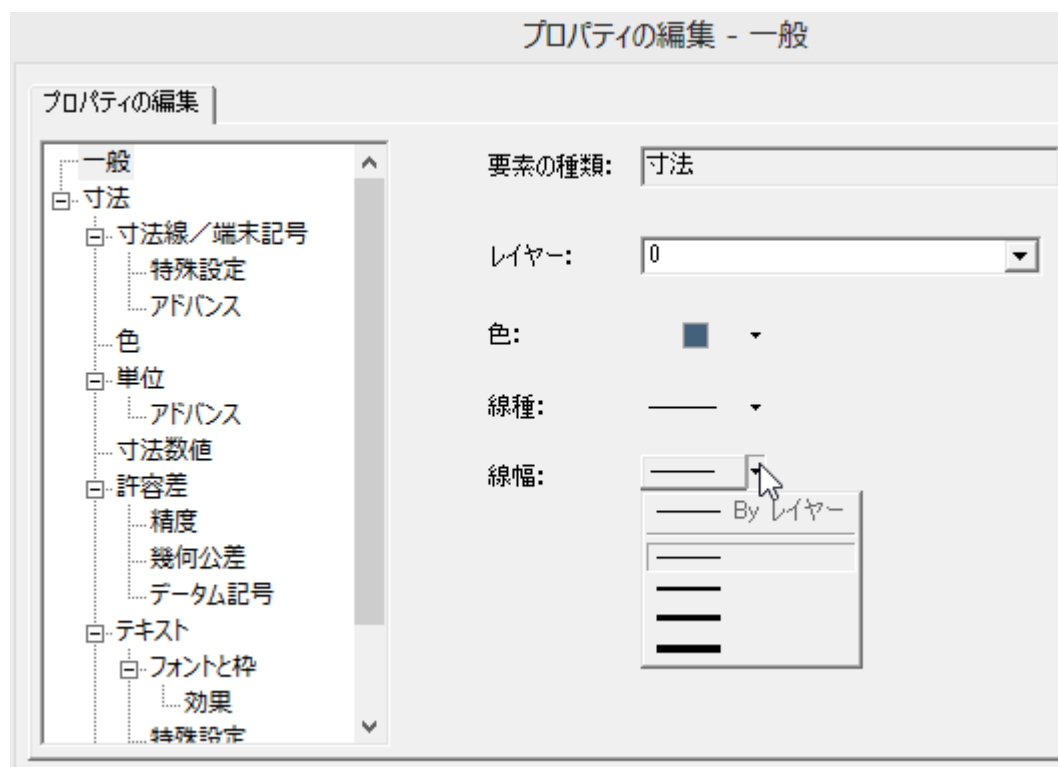 プロパティの編集 - 一般
プロパティの編集
一般
寸法
寸法線／端末記号
特殊設定
アドバンス
色
単位
アドバンス
寸法数値
許容差
精度
幾何公差
データム記号
テキスト
フォントと枠
効果
特殊設定
要素の種類: 寸法
レイヤー: 0
色:
線種:
線幅:
By レイヤー